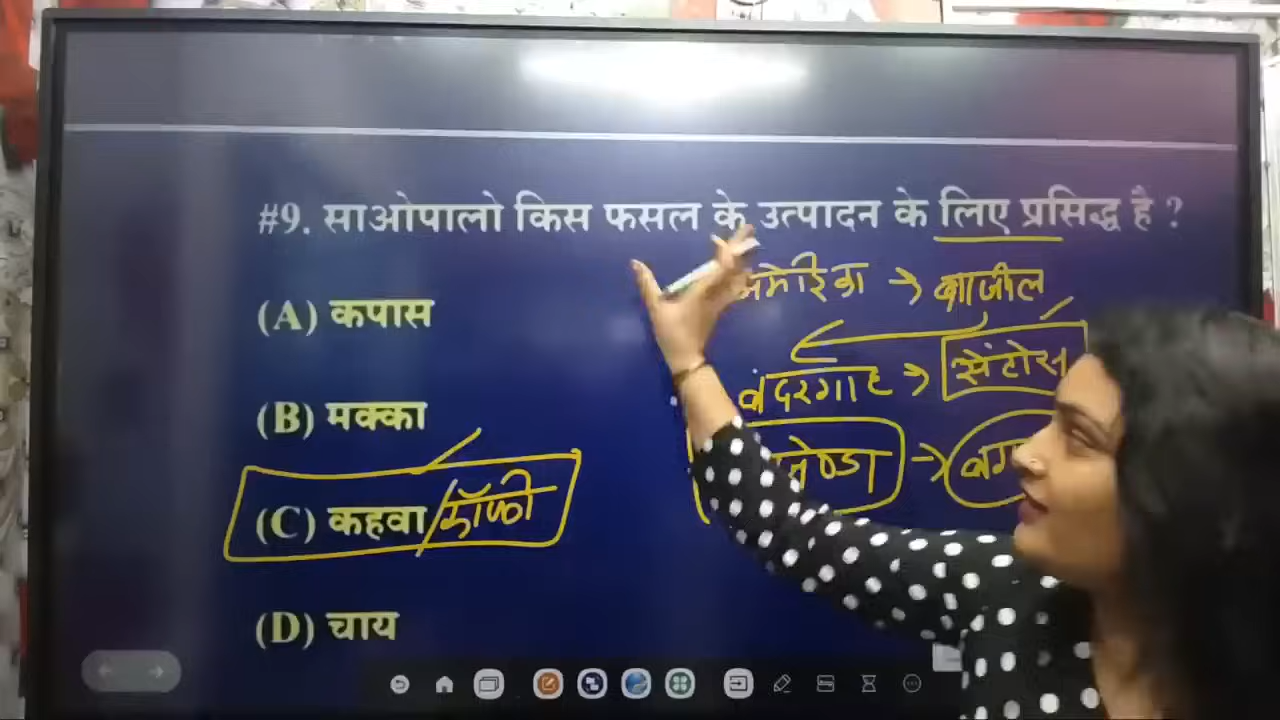 #9. साओपालो किस फसल के उत्पादन के लिए प्रसिद्ध है ?
अमेरिका → ब्राजील
(A) कपास
बंदरगाह → सेंटोस
(B) मक्का
(C) कहवा/कॉफी
(D) चाय